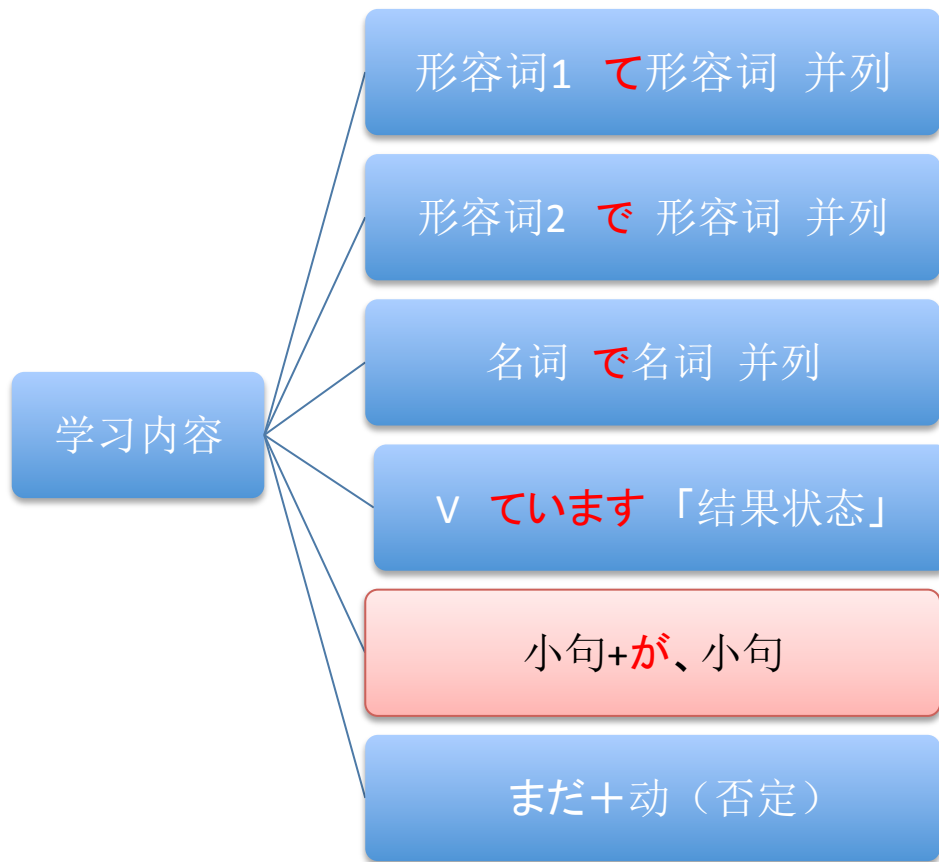 学习内容
形容词1 て形容词 并列
形容词2 で 形容词 并列
名词 で名词 并列
V ています「结果状态」
小句+が、小句
まだ＋动（否定）